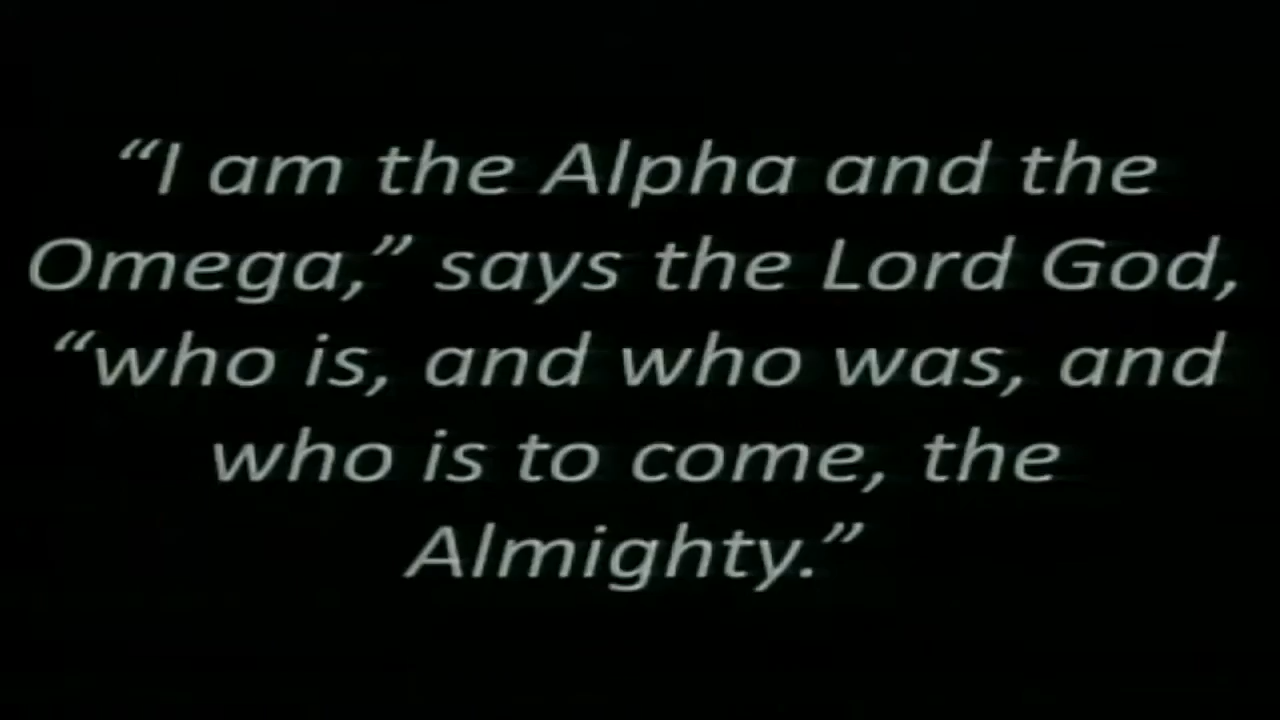 “I am the Alpha and the
Omega,” says the Lord God,
“who is, and who was, and
who is to come, the
Almighty.”